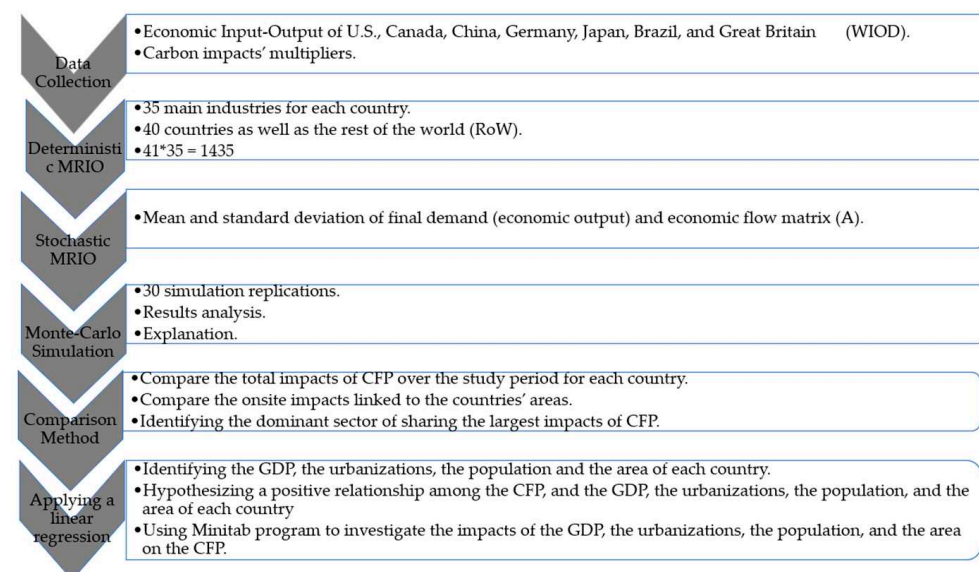 Data
Collection
•Economic Input-Output of U.S., Canada, China, Germany, Japan, Brazil, and Great Britain (WIOD).
•Carbon impacts’ multipliers.
Deterministi
c MRIO
•35 main industries for each country.
•40 countries as well as the rest of the world (RoW).
•41*35 = 1435
Stochastic
MRIO
•Mean and standard deviation of final demand (economic output) and economic flow matrix (A).
Monte-Carlo
Simulation
•30 simulation replications.
•Results analysis.
•Explanation.
Comparison
Method
•Compare the total impacts of CFP over the study period for each country.
•Compare the onsite impacts linked to the countries’ areas.
•Identifying the dominant sector of sharing the largest impacts of CFP.
Applying a
linear
regression
•Identifying the GDP, the urbanizations, the population and the area of each country.
•Hypothesizing a positive relationship among the CFP, and the GDP, the urbanizations, the population, and the
area of each country
•Using Minitab program to investigate the impacts of the GDP, the urbanizations, the population, and the area
on the CFP.